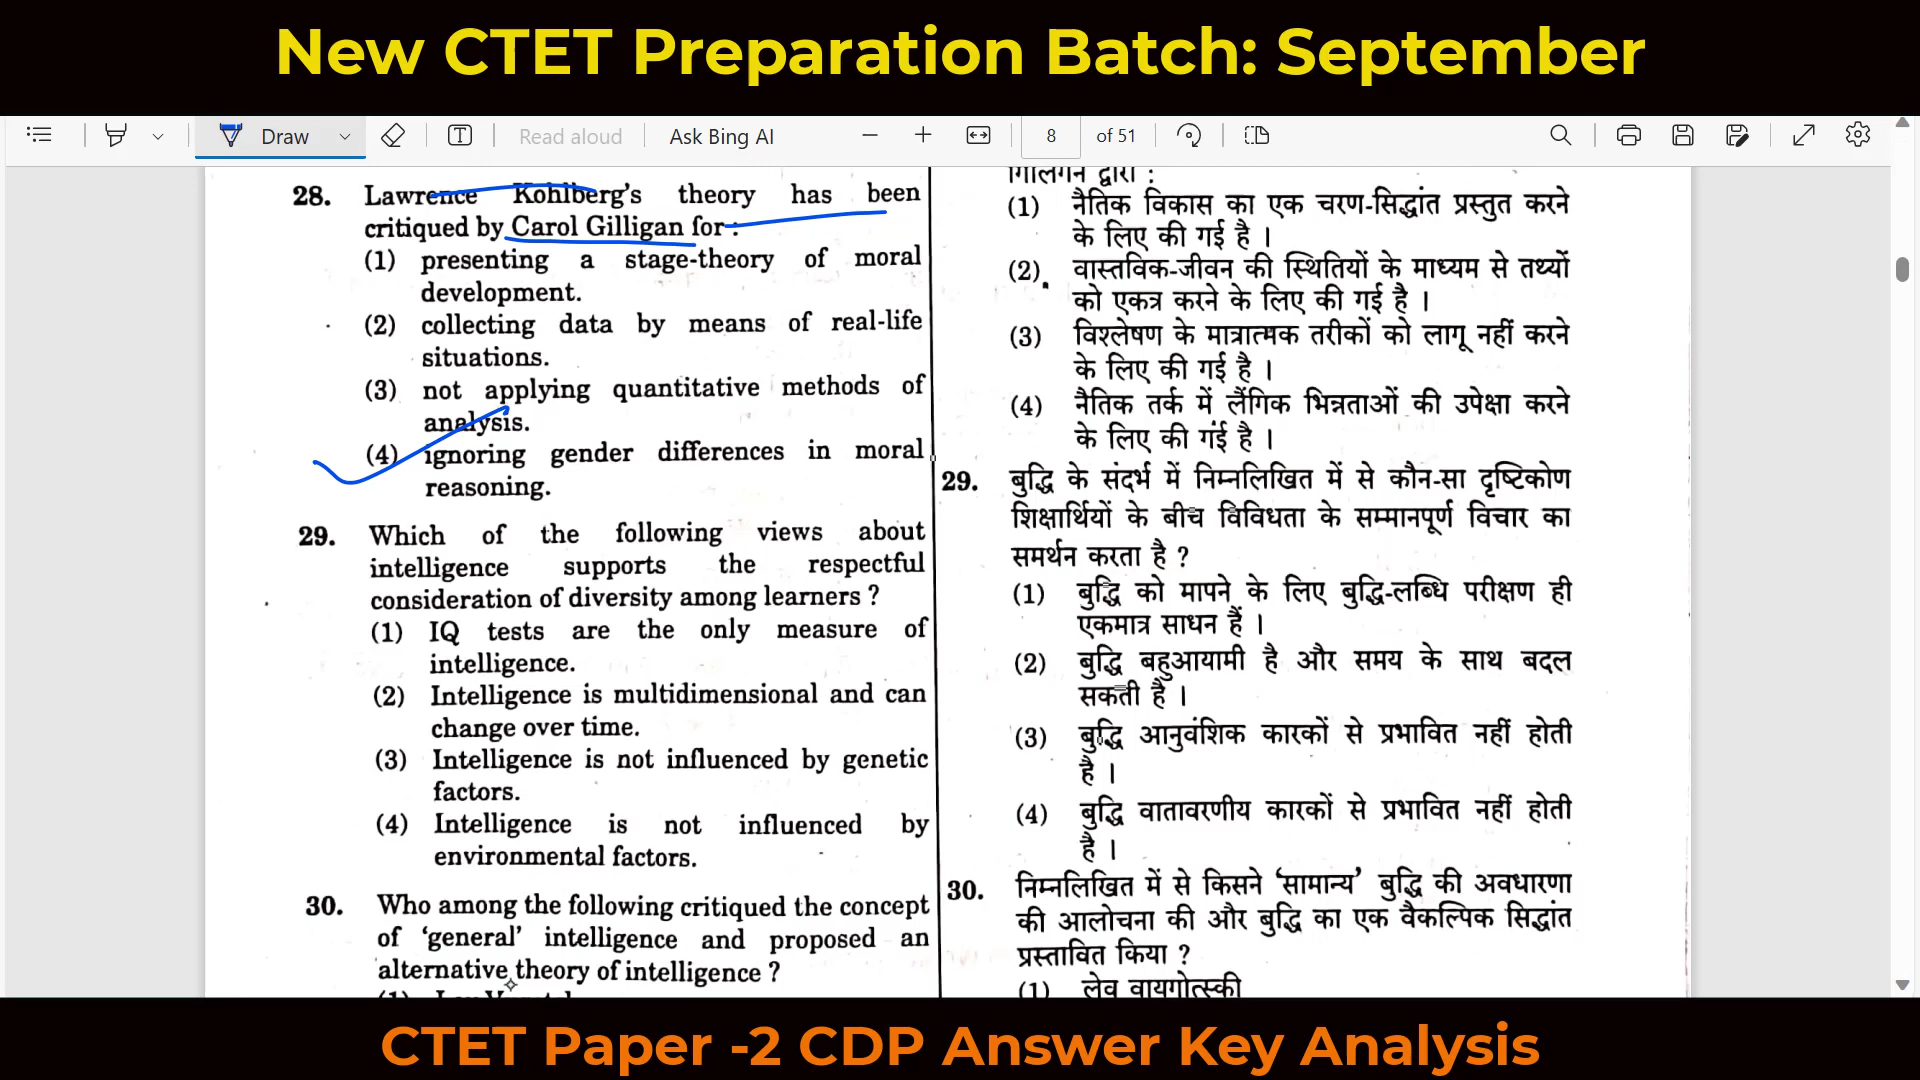 New CTET Preparation Batch: September
Draw
Read aloud
Ask Bing AI
8 of 51
28. Lawrence Kohlberg's theory has been
critiqued by Carol Gilligan for :
(1) presenting a stage-theory of moral
development.
(2) collecting data by means of real-life
situations.
(3) not applying quantitative methods of
analysis.
(4) ignoring gender differences in moral
reasoning.
29. Which of the following views about
intelligence supports the respectful
consideration of diversity among learners ?
(1) IQ tests are the only measure of
intelligence.
(2) Intelligence is multidimensional and can
change over time.
(3) Intelligence is not influenced by genetic
factors.
(4) Intelligence is not influenced by
environmental factors.
30. Who among the following critiqued the concept
of 'general' intelligence and proposed an
alternative theory of intelligence ?
(1)
गिलिगन द्वारा :
(1) नैतिक विकास का एक चरण-सिद्धांत प्रस्तुत करने
के लिए की गई है ।
(2) वास्तविक-जीवन की स्थितियों के माध्यम से तथ्यों
को एकत्र करने के लिए की गई है ।
(3) विश्लेषण के मात्रात्मक तरीकों को लागू नहीं करने
के लिए की गई है ।
(4) नैतिक तर्क में लैंगिक भिन्नताओं की उपेक्षा करने
के लिए की गई है ।
29. बुद्धि के संदर्भ में निम्नलिखित में से कौन-सा दृष्टिकोण
शिक्षार्थियों के बीच विविधता के सम्मानपूर्ण विचार का
समर्थन करता है ?
(1) बुद्धि को मापने के लिए बुद्धि-लब्धि परीक्षण ही
एकमात्र साधन हैं ।
(2) बुद्धि बहुआयामी है और समय के साथ बदल
सकती है ।
(3) बुद्धि आनुवंशिक कारकों से प्रभावित नहीं होती
है ।
(4) बुद्धि वातावरणीय कारकों से प्रभावित नहीं होती
है ।
30. निम्नलिखित में से किसने 'सामान्य' बुद्धि की अवधारणा
की आलोचना की और बुद्धि का एक वैकल्पिक सिद्धांत
प्रस्तावित किया ?
(1) लेव वायगोत्स्की
CTET Paper -2 CDP Answer Key Analysis